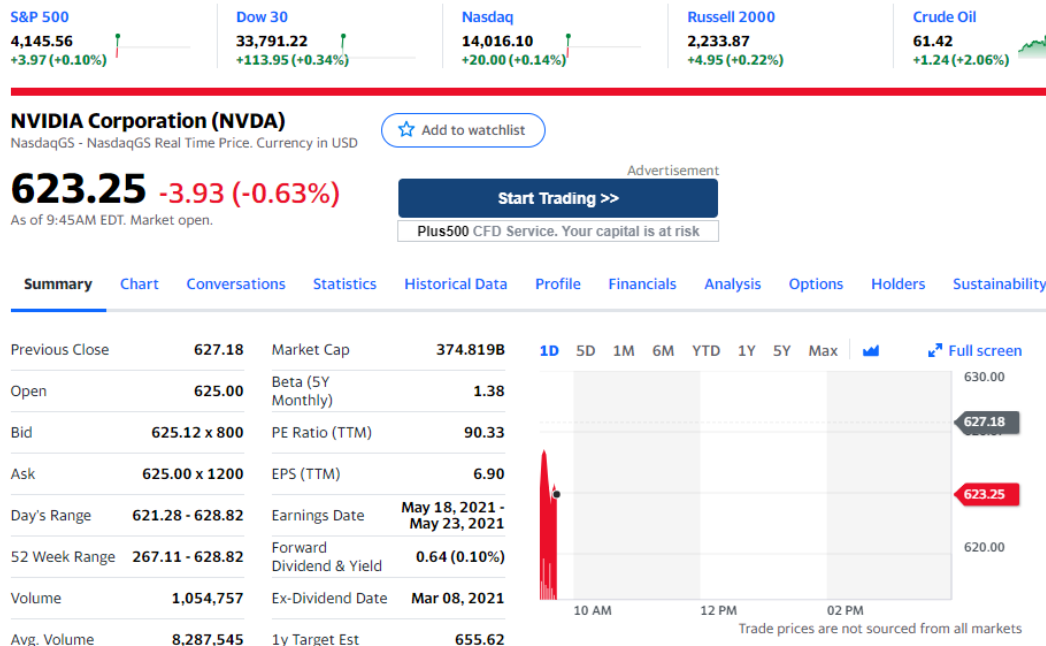 S&P 500
4,145.56
+3.97 (+0.10%)
Dow 30
33,791.22
+113.95 (+0.34%)
Nasdaq
14,016.10
+20.00 (+0.14%)
Russell 2000
2,233.87
+4.95 (+0.22%)
Crude Oil
61.42
+1.24 (+2.06%)
NVIDIA Corporation (NVDA)
NasdaqGS - NasdaqGS Real Time Price. Currency in USD
Add to watchlist
623.25 -3.93 (-0.63%)
As of 9:45AM EDT. Market open.
Advertisement
Start Trading >>
Plus500 CFD Service. Your capital is at risk
Summary Chart Conversations Statistics Historical Data Profile Financials Analysis Options Holders Sustainability
Previous Close 627.18
Open 625.00
Bid 625.12 x 800
Ask 625.00 x 1200
Day's Range 621.28 - 628.82
52 Week Range 267.11 - 628.82
Volume 1,054,757
Avg. Volume 8,287,545
Market Cap 374.819B
Beta (5Y
Monthly) 1.38
PE Ratio (TTM) 90.33
EPS (TTM) 6.90
Earnings Date May 18, 2021 -
May 23, 2021
Forward
Dividend & Yield 0.64 (0.10%)
Ex-Dividend Date Mar 08, 2021
1y Target Est 655.62
1D 5D 1M 6M YTD 1Y 5Y Max Full screen
630.00
627.18
623.25
620.00
10 AM 12 PM 02 PM
Trade prices are not sourced from all markets